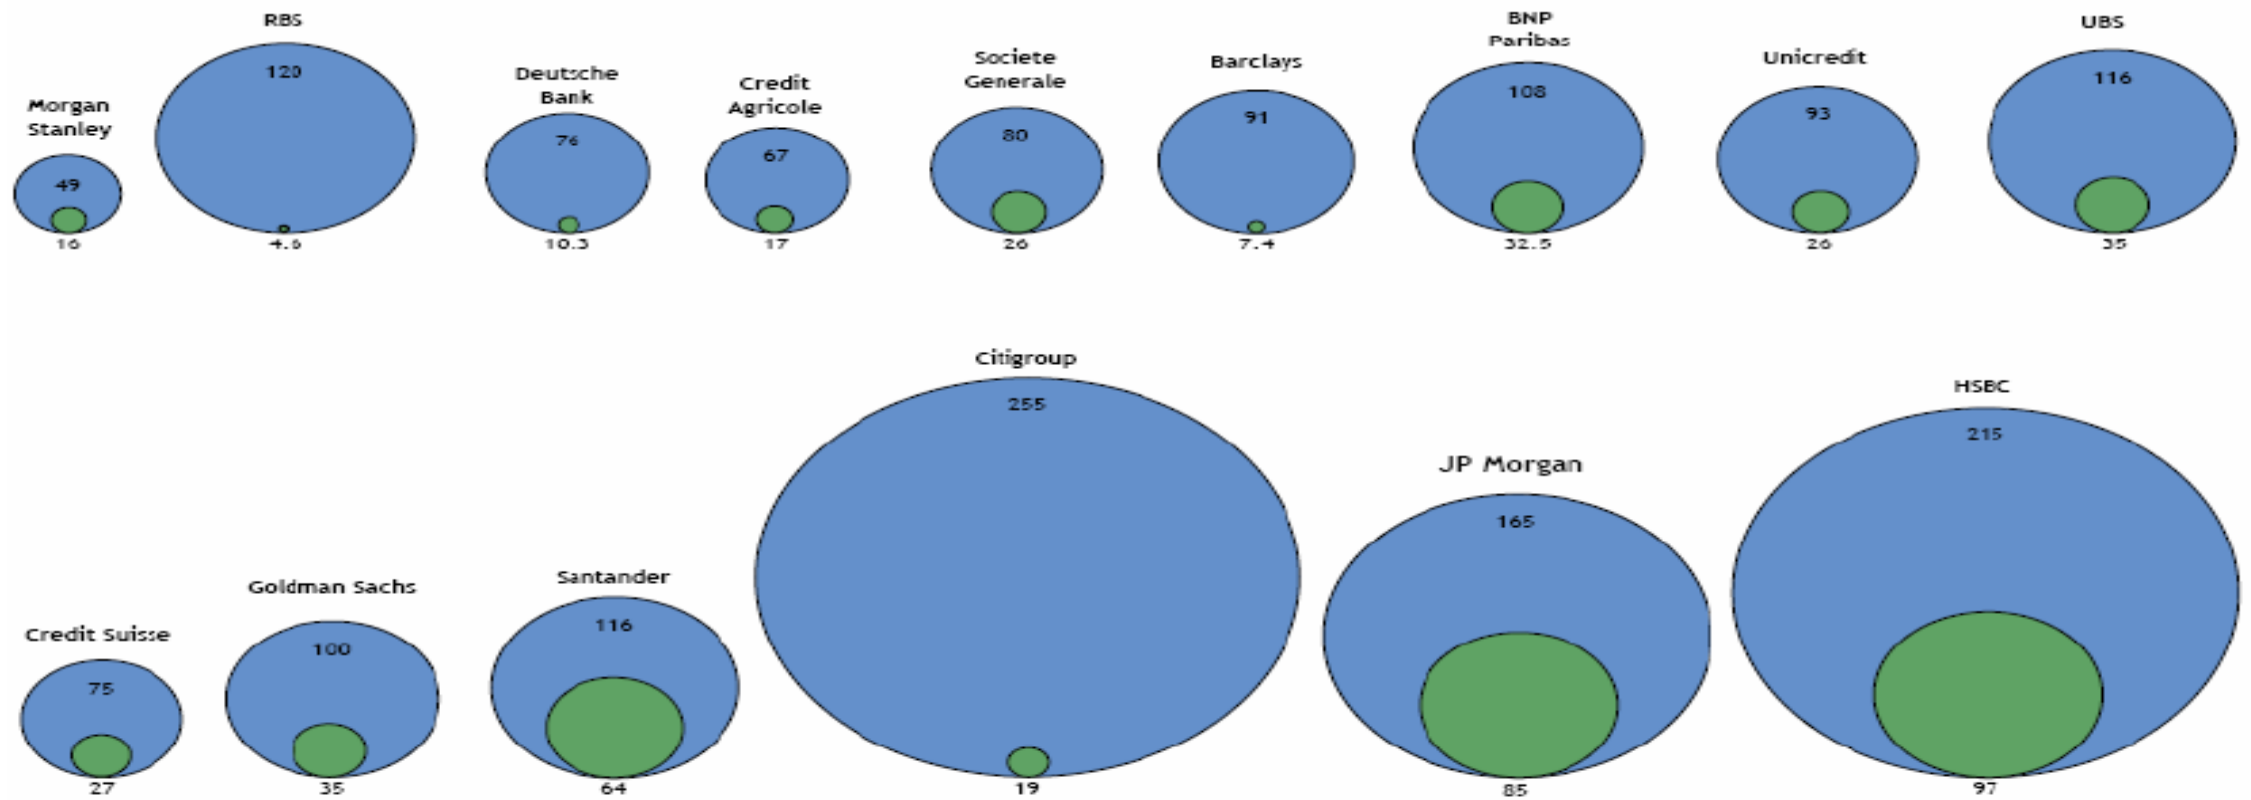 RBS
120
4.6
Morgan
Stanley
49
16
Deutsche
Bank
76
10.3
Credit
Agricole
67
17
Societe
Generale
80
26
Barclays
91
7.4
BNP
Paribas
108
32.5
Unicredit
93
26
UBS
116
35
Credit Suisse
75
27
Goldman Sachs
100
35
Santander
116
64
Citigroup
255
19
JP Morgan
165
85
HSBC
215
97